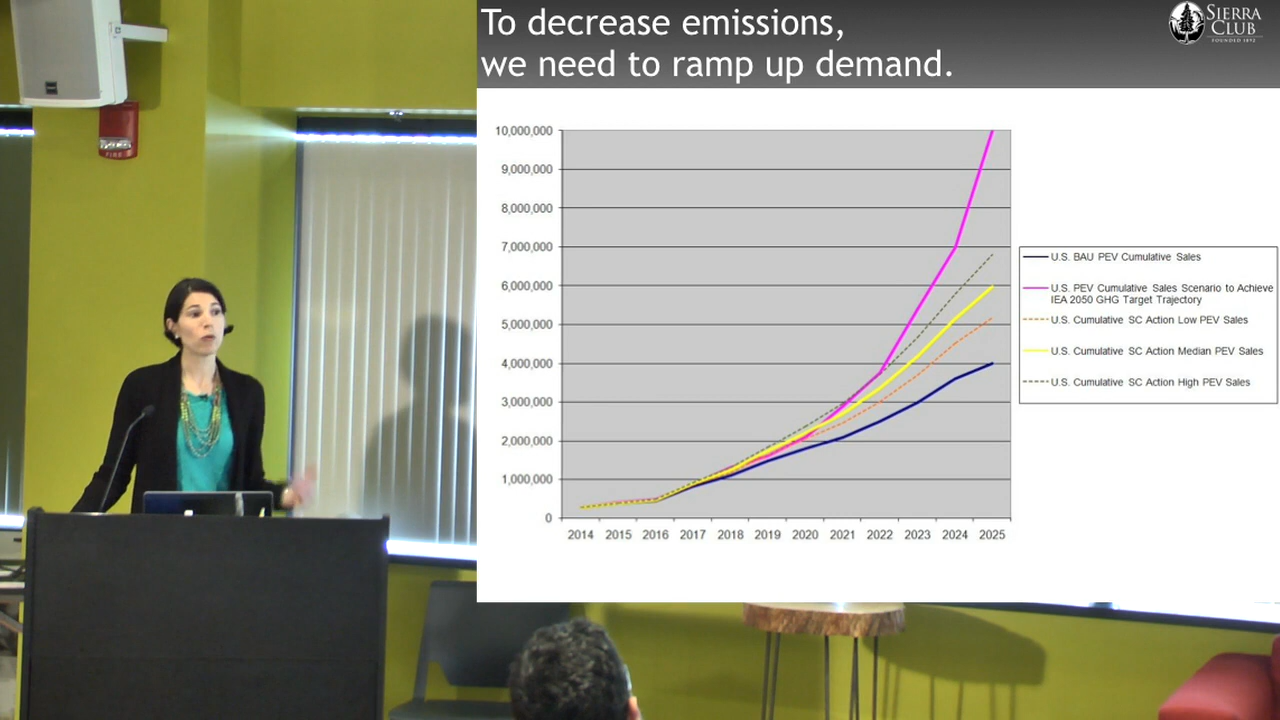 To decrease emissions,
we need to ramp up demand.
SIERRA
CLUB
FOUNDED 1892
10,000,000
9,000,000
8,000,000
7,000,000
6,000,000
5,000,000
4,000,000
3,000,000
2,000,000
1,000,000
0
2014 2015 2016 2017 2018 2019 2020 2021 2022 2023 2024 2025
U.S. BAU PEV Cumulative Sales
U.S. PEV Cumulative Sales Scenario to Achieve
IEA 2050 GHG Target Trajectory
U.S. Cumulative SC Action Low PEV Sales
U.S. Cumulative SC Action Median PEV Sales
U.S. Cumulative SC Action High PEV Sales
FIRE